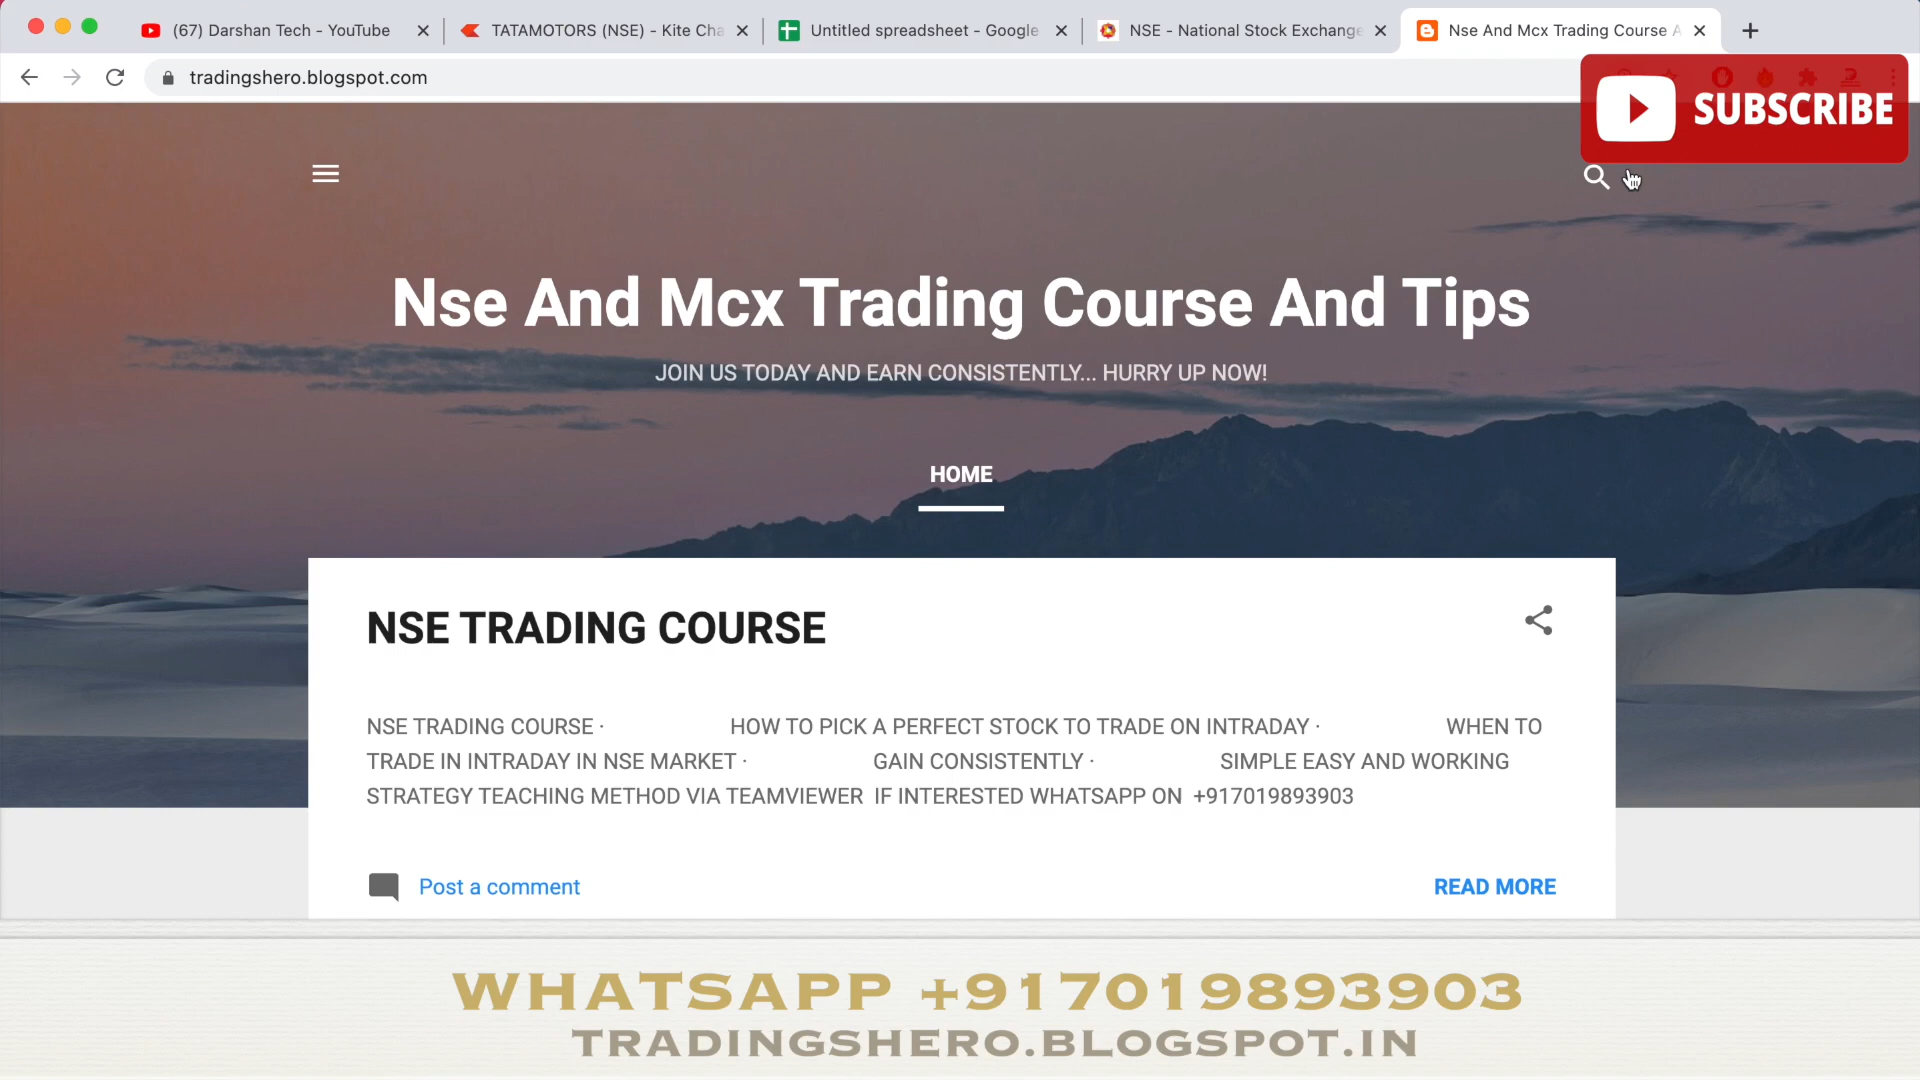 (67) Darshan Tech - YouTube
TATAMOTORS (NSE) - Kite Cha
Untitled spreadsheet - Google
NSE - National Stock Exchange
Nse And Mcx Trading Course A
tradingshero.blogspot.com
SUBSCRIBE
Nse And Mcx Trading Course And Tips
JOIN US TODAY AND EARN CONSISTENTLY... HURRY UP NOW!
HOME
NSE TRADING COURSE
NSE TRADING COURSE · HOW TO PICK A PERFECT STOCK TO TRADE ON INTRADAY · WHEN TO
TRADE IN INTRADAY IN NSE MARKET · GAIN CONSISTENTLY · SIMPLE EASY AND WORKING
STRATEGY TEACHING METHOD VIA TEAMVIEWER IF INTERESTED WHATSAPP ON +917019893903
Post a comment
READ MORE
WHATSAPP +917019893903
TRADINGSHERO.BLOGSPOT.IN